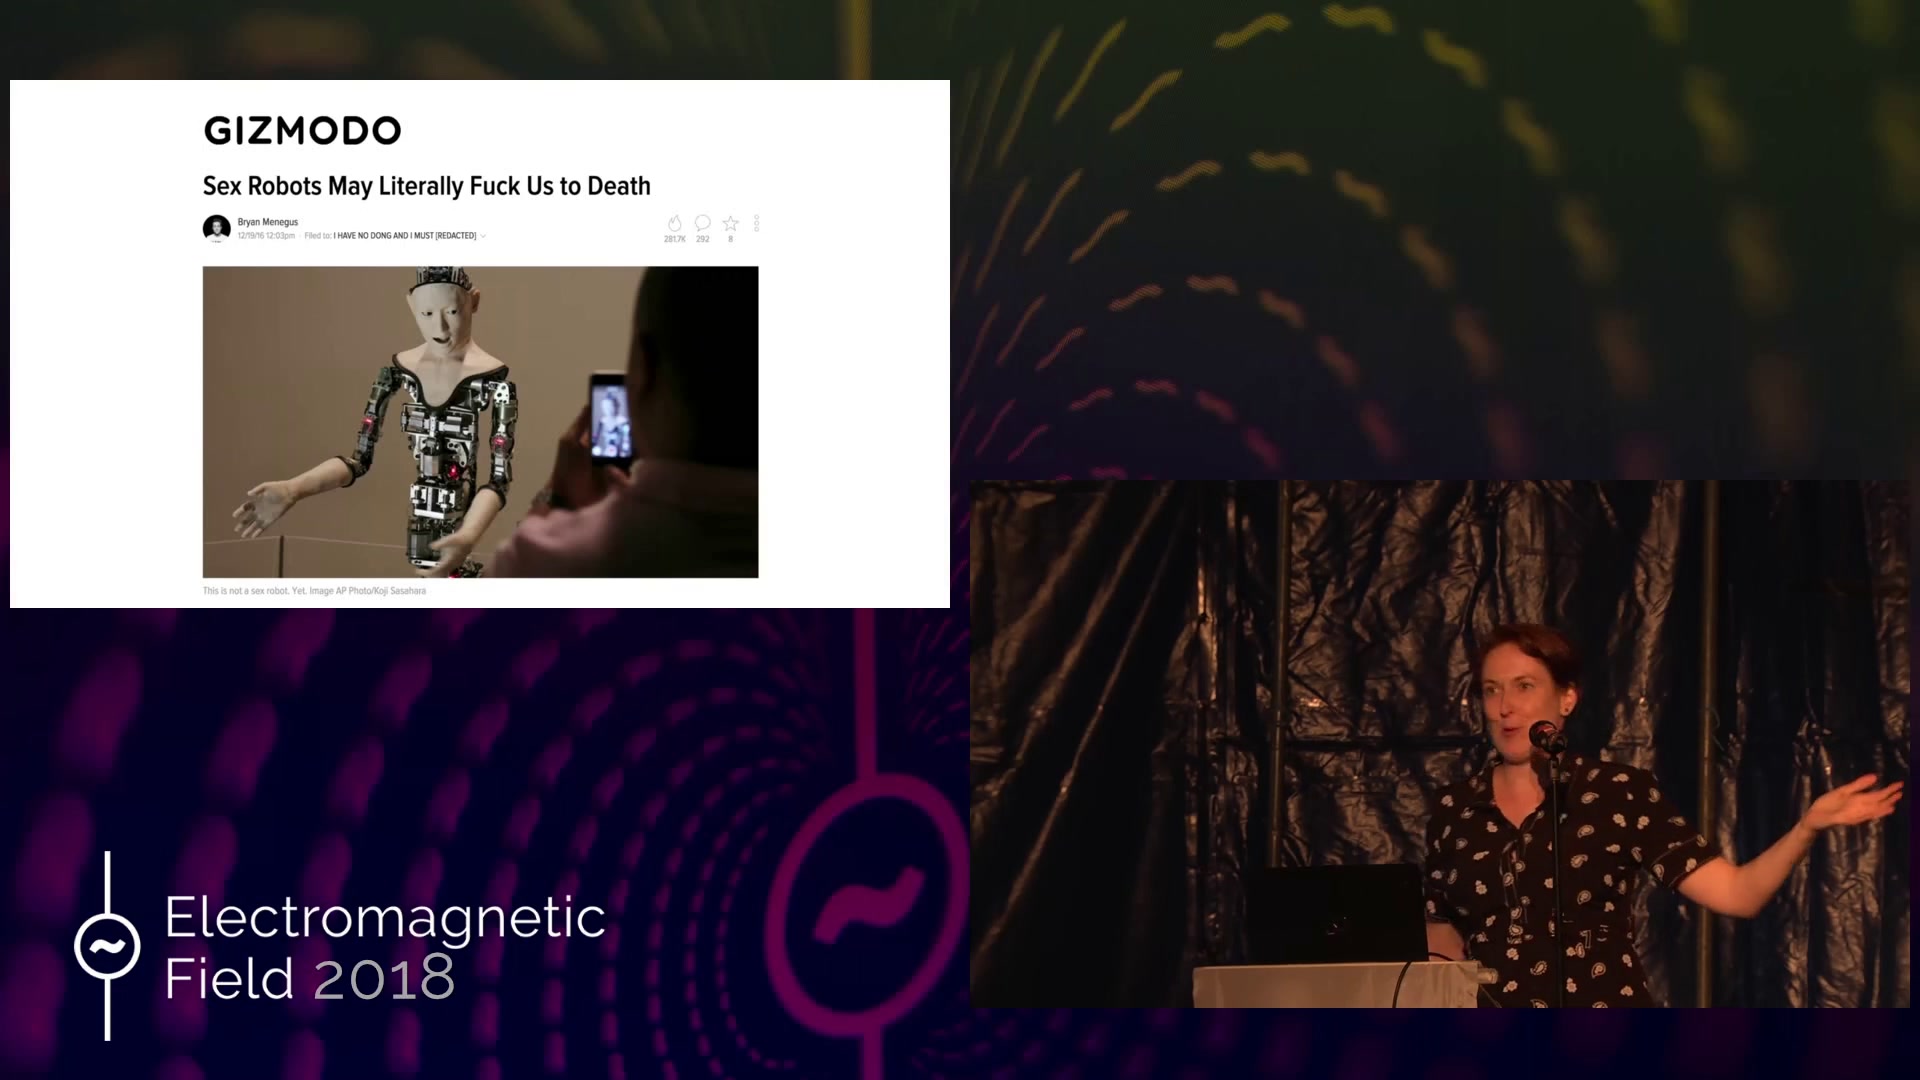 GIZMODO
Sex Robots May Literally Fuck Us to Death
Bryan Menegus
12/19/16 12:03pm · Filed to: I HAVE NO DONG AND I MUST [REDACTED]
281.7K 292 8
This is not a sex robot. Yet. Image AP Photo/Koji Sasahara
Electromagnetic
Field 2018